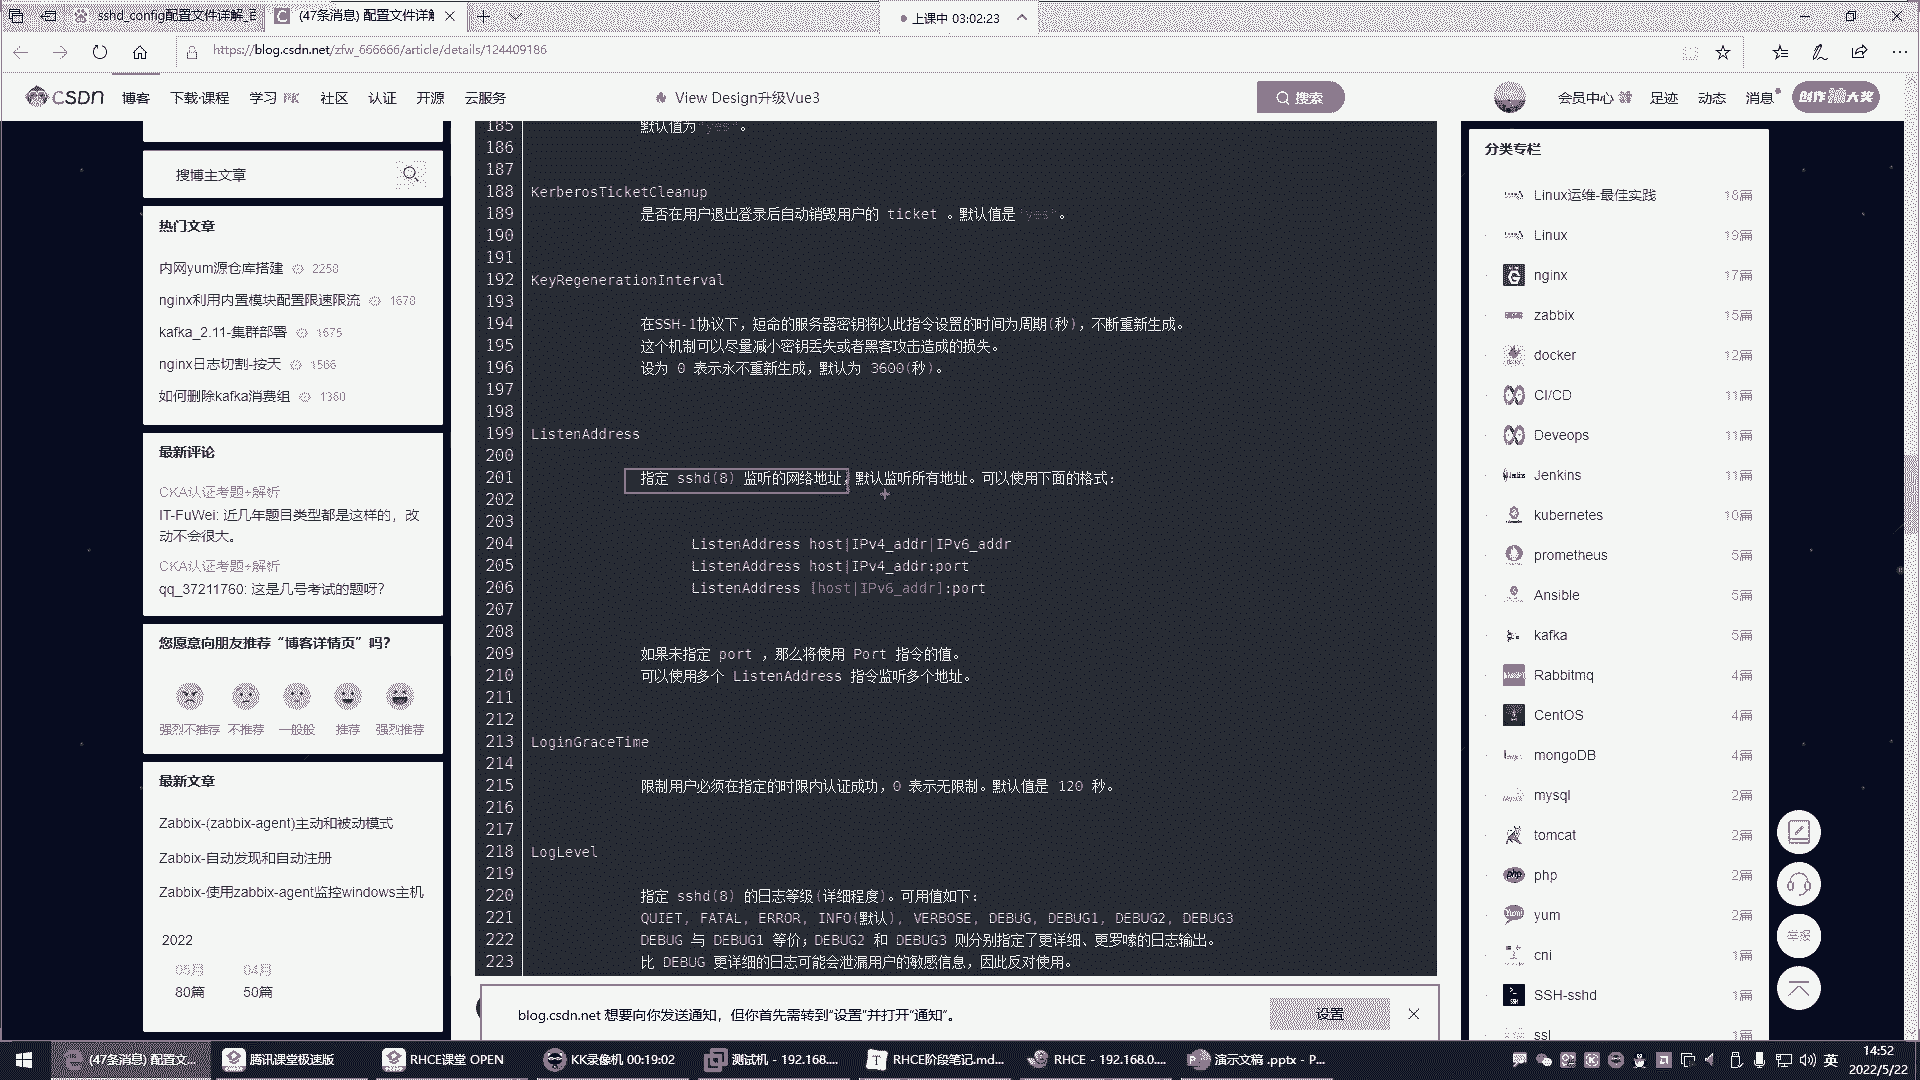 sshd_config配置文件详解_百
(47条消息) 配置文件详解
上课中 03:02:23
https://blog.csdn.net/zfw_666666/article/details/124409186
CSDN 博客 下载·课程 学习 社区 认证 开源 云服务
View Design升级Vue3
搜索
会员中心 足迹 动态 消息
搜博主文章
热门文章
内网yum源仓库搭建 2258
nginx利用内置模块配置限速限流 1678
kafka_2.11-集群部署 1675
nginx日志切割-按天 1566
如何删除kafka消费组 1360
最新评论
CKA认证考题+解析
IT-FuWei: 近几年题目类型都是这样的，改
动不会很大。
CKA认证考题+解析
qq_37211760: 这是几号考试的题呀？
您愿意向朋友推荐“博客详情页”吗？
强烈不推荐 不推荐 一般般 推荐 强烈推荐
最新文章
Zabbix-(zabbix-agent)主动和被动模式
Zabbix-自动发现和自动注册
Zabbix-使用zabbix-agent监控windows主机
2022
05月 04月
80篇 50篇
185 默认值为"yes"。
186
187
188 KerberosTicketCleanup
189 是否在用户退出登录后自动销毁用户的 ticket 。默认值是"yes"。
190
191
192 KeyRegenerationInterval
193
194 在SSH-1协议下，短命的服务器密钥将以此指令设置的时间为周期(秒)，不断重新生成。
195 这个机制可以尽量减小密钥丢失或者黑客攻击造成的损失。
196 设为 0 表示永不重新生成，默认为 3600(秒)。
197
198
199 ListenAddress
200
201 指定 sshd(8) 监听的网络地址，默认监听所有地址。可以使用下面的格式：
202
203
204 ListenAddress host|IPv4_addr|IPv6_addr
205 ListenAddress host|IPv4_addr:port
206 ListenAddress [host|IPv6_addr]:port
207
208
209 如果未指定 port ，那么将使用 Port 指令的值。
210 可以使用多个 ListenAddress 指令监听多个地址。
211
212
213 LoginGraceTime
214
215 限制用户必须在指定的时限内认证成功，0 表示无限制。默认值是 120 秒。
216
217
218 LogLevel
219
220 指定 sshd(8) 的日志等级(详细程度)。可用值如下：
221 QUIET, FATAL, ERROR, INFO(默认), VERBOSE, DEBUG, DEBUG1, DEBUG2, DEBUG3
222 DEBUG 与 DEBUG1 等价；DEBUG2 和 DEBUG3 则分别指定了更详细、更罗嗦的日志输出。
223 比 DEBUG 更详细的日志可能会泄漏用户的敏感信息，因此反对使用。
分类专栏
Linux运维-最佳实践 18篇
Linux 19篇
nginx 17篇
zabbix 15篇
docker 12篇
CI/CD 11篇
Deveops 11篇
Jenkins 11篇
kubernetes 10篇
prometheus 5篇
Ansible 5篇
kafka 5篇
Rabbitmq 4篇
CentOS 4篇
mongoDB 4篇
mysql 2篇
tomcat 2篇
php 2篇
yum 2篇
cni 1篇
SSH-sshd 1篇
ssl 1篇
举报
blog.csdn.net 想要向你发送通知，但你首先需转到“设置”并打开“通知”。
设置
(47条消息) 配置文...
腾讯课堂极速版
RHCE课堂 OPEN
KK录像机 00:19:02
测试机 - 192.168....
RHCE阶段笔记.md...
RHCE - 192.168.0....
演示文稿 .pptx - P...
英
14:52
2022/5/22